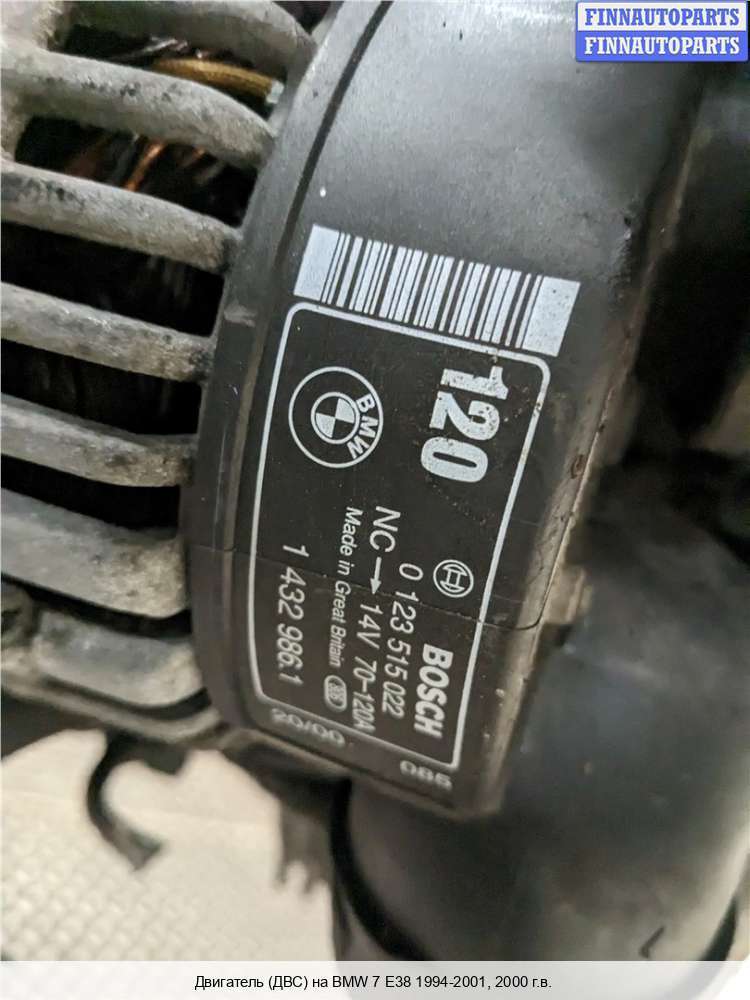 FINNAUTOPARTS
FINNAUTOPARTS
120
BMW
BOSCH
0 123 515 022
NC→14V 70-120A
Made in Great Britain
1 432 986.1
20/00 085
Двигатель (ДВС) на BMW 7 E38 1994-2001, 2000 г.в.